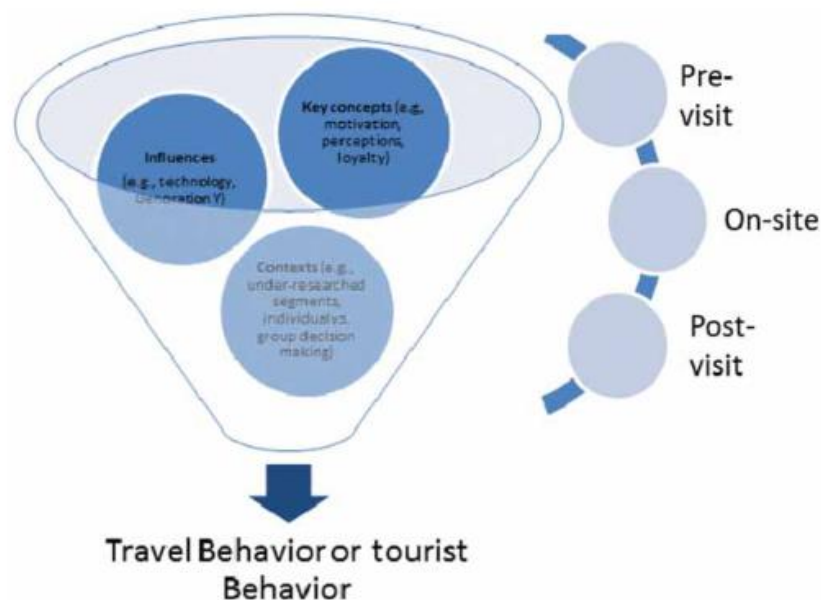 Key concepts (e.g.,
motivation,
perceptions,
loyalty)
Influences
(e.g., technology,
Generation Y)
Contexts (e.g.,
under-researched
segments,
individual vs.
group decision
making)
Pre-
visit
On-site
Post-
visit
Travel Behavior or tourist
Behavior